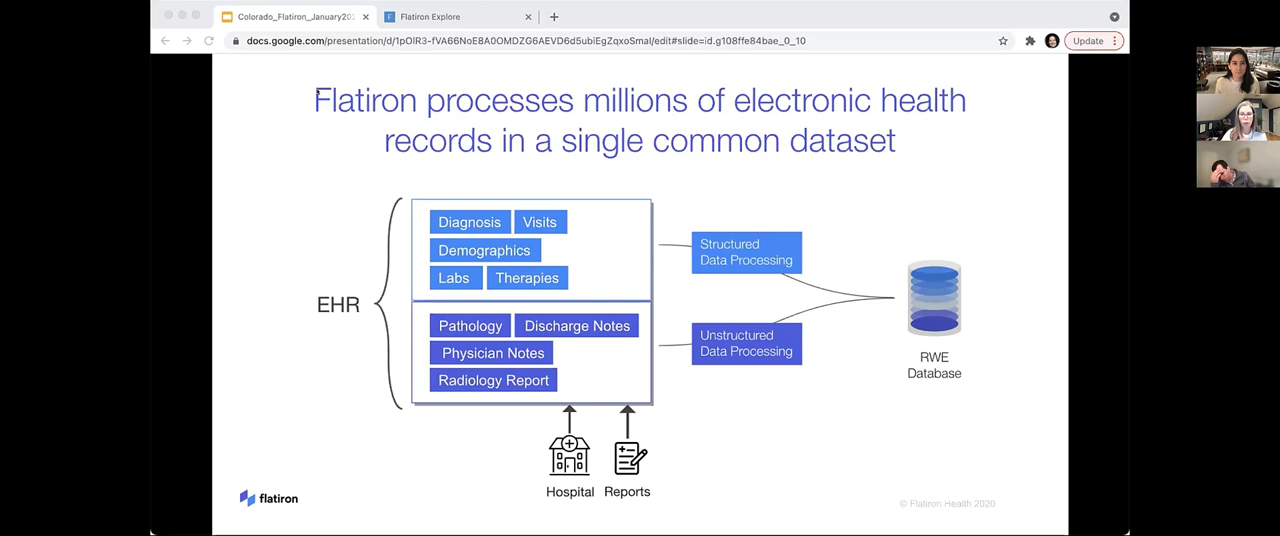 Colorado_Flatiron_January202
Flatiron Explore
docs.google.com/presentation/d/1pOlR3-fVA66NoE8A0OMDZG6AEVD6d5ubiEgZqxoSmaI/edit#slide=id.g108ffe84bae_0_10
Update
Flatiron processes millions of electronic health
records in a single common dataset
EHR
Diagnosis
Visits
Demographics
Labs
Therapies
Pathology
Discharge Notes
Physician Notes
Radiology Report
Structured
Data Processing
Unstructured
Data Processing
RWE
Database
Hospital
Reports
flatiron
© Flatiron Health 2020